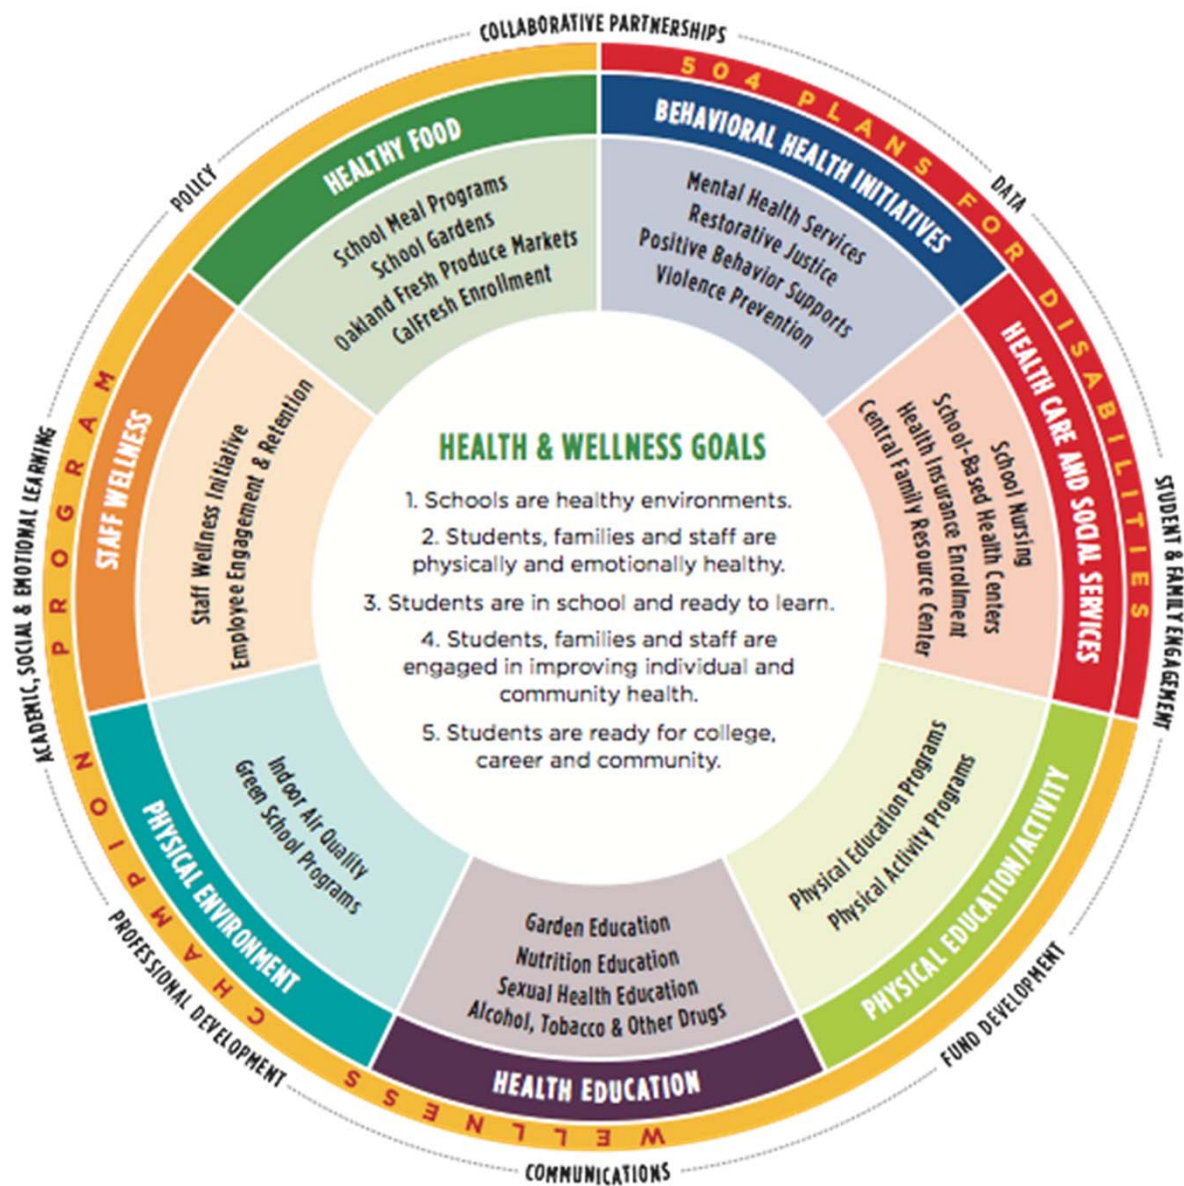 COLLABORATIVE PARTNERSHIPS
DATA
STUDENT & FAMILY ENGAGEMENT
FUND DEVELOPMENT
COMMUNICATIONS
PROFESSIONAL DEVELOPMENT
ACADEMIC, SOCIAL & EMOTIONAL LEARNING
POLICY
504 PLANS FOR DISABILITIES
WELLNESS CHAMPION PROGRAM
HEALTHY FOOD
School Meal Programs
School Gardens
Oakland Fresh Produce Markets
CalFresh Enrollment
BEHAVIORAL HEALTH INITIATIVES
Mental Health Services
Restorative Justice
Positive Behavior Supports
Violence Prevention
HEALTH CARE AND SOCIAL SERVICES
School Nursing
School-Based Health Centers
Health Insurance Enrollment
Central Family Resource Center
PHYSICAL EDUCATION/ACTIVITY
Physical Education Programs
Physical Activity Programs
HEALTH EDUCATION
Garden Education
Nutrition Education
Sexual Health Education
Alcohol, Tobacco & Other Drugs
PHYSICAL ENVIRONMENT
Indoor Air Quality
Green School Programs
STAFF WELLNESS
Staff Wellness Initiative
Employee Engagement & Retention
HEALTH & WELLNESS GOALS
1. Schools are healthy environments.
2. Students, families and staff are
physically and emotionally healthy.
3. Students are in school and ready to learn.
4. Students, families and staff are
engaged in improving individual and
community health.
5. Students are ready for college,
career and community.